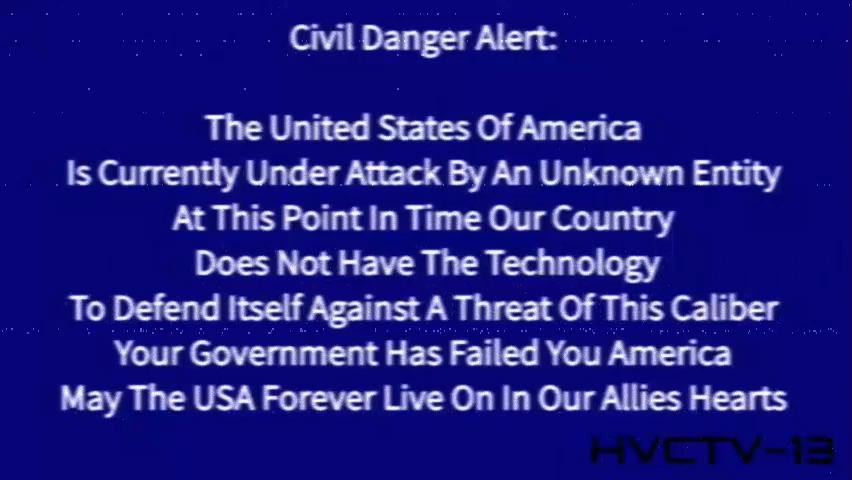 Civil Danger Alert:
The United States Of America
Is Currently Under Attack By An Unknown Entity
At This Point In Time Our Country
Does Not Have The Technology
To Defend Itself Against A Threat Of This Caliber
Your Government Has Failed You America
May The USA Forever Live On In Our Allies Hearts
HVCTV-13